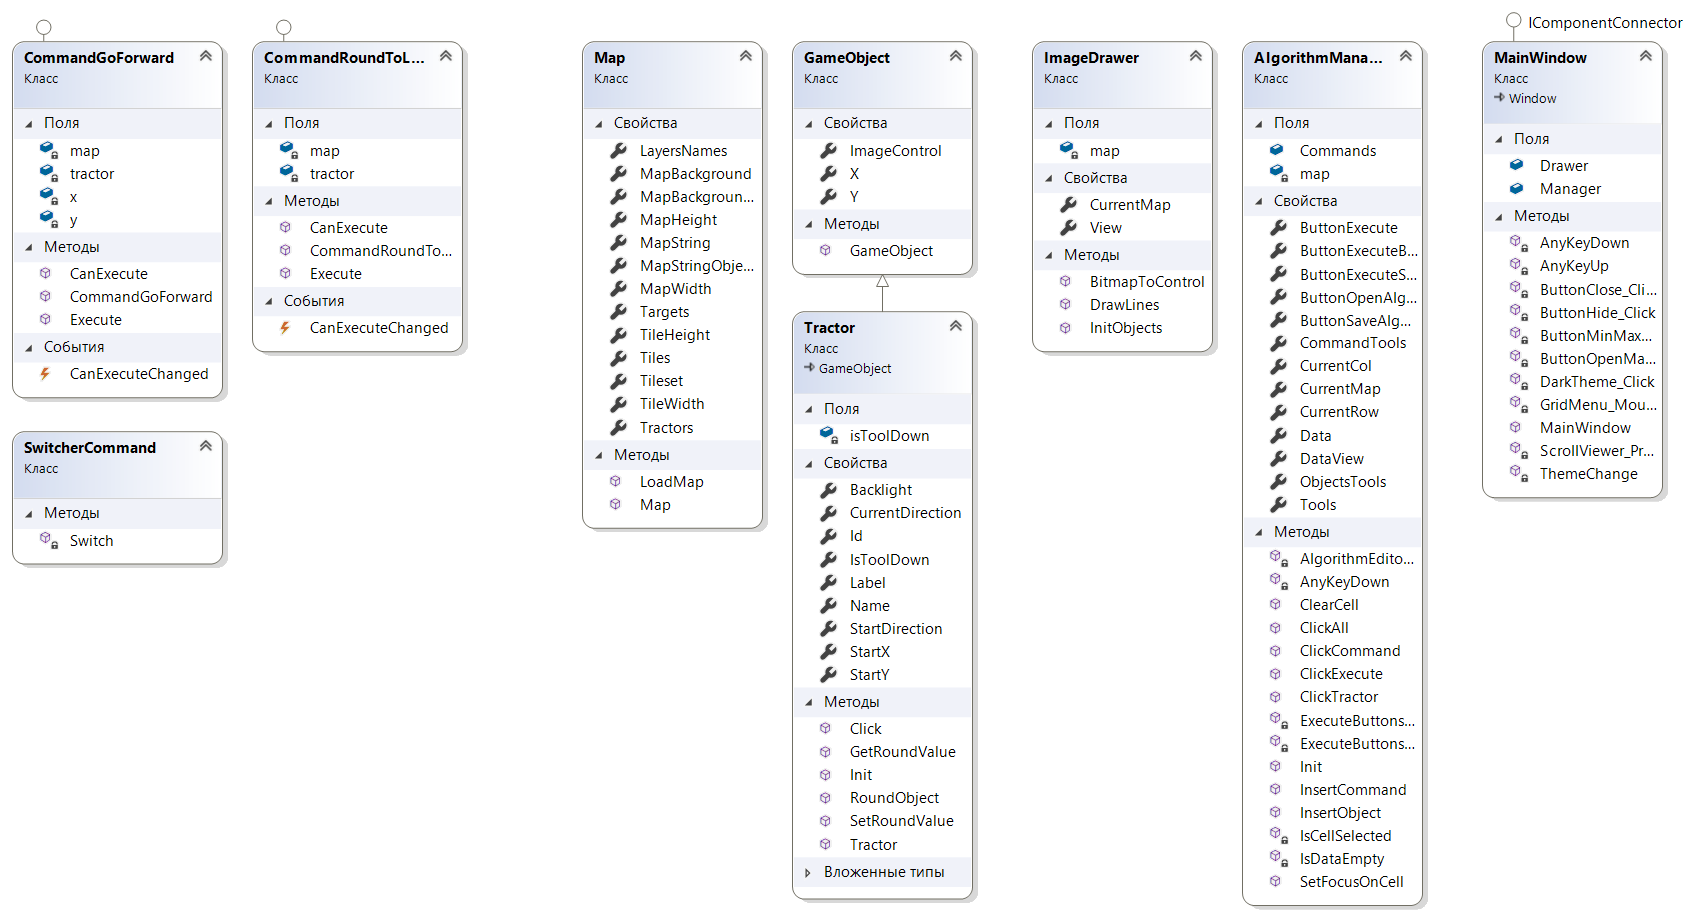 CommandGoForward
Класс
Поля
map
tractor
x
y
Методы
CanExecute
CommandGoForward
Execute
События
CanExecuteChanged
SwitcherCommand
Класс
Методы
Switch
CommandRoundToL...
Класс
Поля
map
tractor
Методы
CanExecute
CommandRoundTo...
Execute
События
CanExecuteChanged
Map
Класс
Свойства
LayersNames
MapBackground
MapBackgroun...
MapHeight
MapString
MapStringObje...
MapWidth
Targets
TileHeight
Tiles
Tileset
TileWidth
Tractors
Методы
LoadMap
Map
GameObject
Класс
Свойства
ImageControl
X
Y
Методы
GameObject
Tractor
Класс
GameObject
Поля
isToolDown
Свойства
Backlight
CurrentDirection
Id
IsToolDown
Label
Name
StartDirection
StartX
StartY
Методы
Click
GetRoundValue
Init
RoundObject
SetRoundValue
Tractor
Вложенные типы
ImageDrawer
Класс
Поля
map
Свойства
CurrentMap
View
Методы
BitmapToControl
DrawLines
InitObjects
AlgorithmMana...
Класс
Поля
Commands
map
Свойства
ButtonExecute
ButtonExecuteB...
ButtonExecuteS...
ButtonOpenAlg...
ButtonSaveAlg...
CommandTools
CurrentCol
CurrentMap
CurrentRow
Data
DataView
ObjectsTools
Tools
Методы
AlgorithmEdito...
AnyKeyDown
ClearCell
ClickAll
ClickCommand
ClickExecute
ClickTractor
ExecuteButtons...
ExecuteButtons...
Init
InsertCommand
InsertObject
IsCellSelected
IsDataEmpty
SetFocusOnCell
IComponentConnector
MainWindow
Класс
Window
Поля
Drawer
Manager
Методы
AnyKeyDown
AnyKeyUp
ButtonClose_Cli...
ButtonHide_Click
ButtonMinMax...
ButtonOpenMa...
DarkTheme_Click
GridMenu_Mou...
MainWindow
ScrollViewer_Pr...
ThemeChange